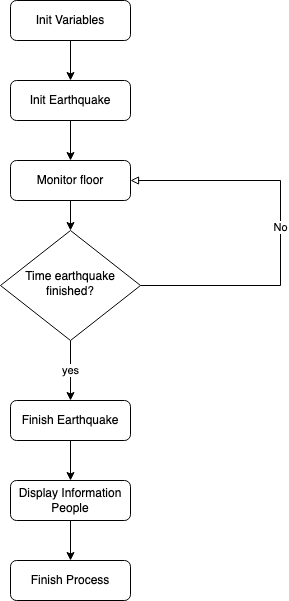 Init Variables
Init Earthquake
Monitor floor
No
Time earthquake
finished?
yes
Finish Earthquake
Display Information
People
Finish Process